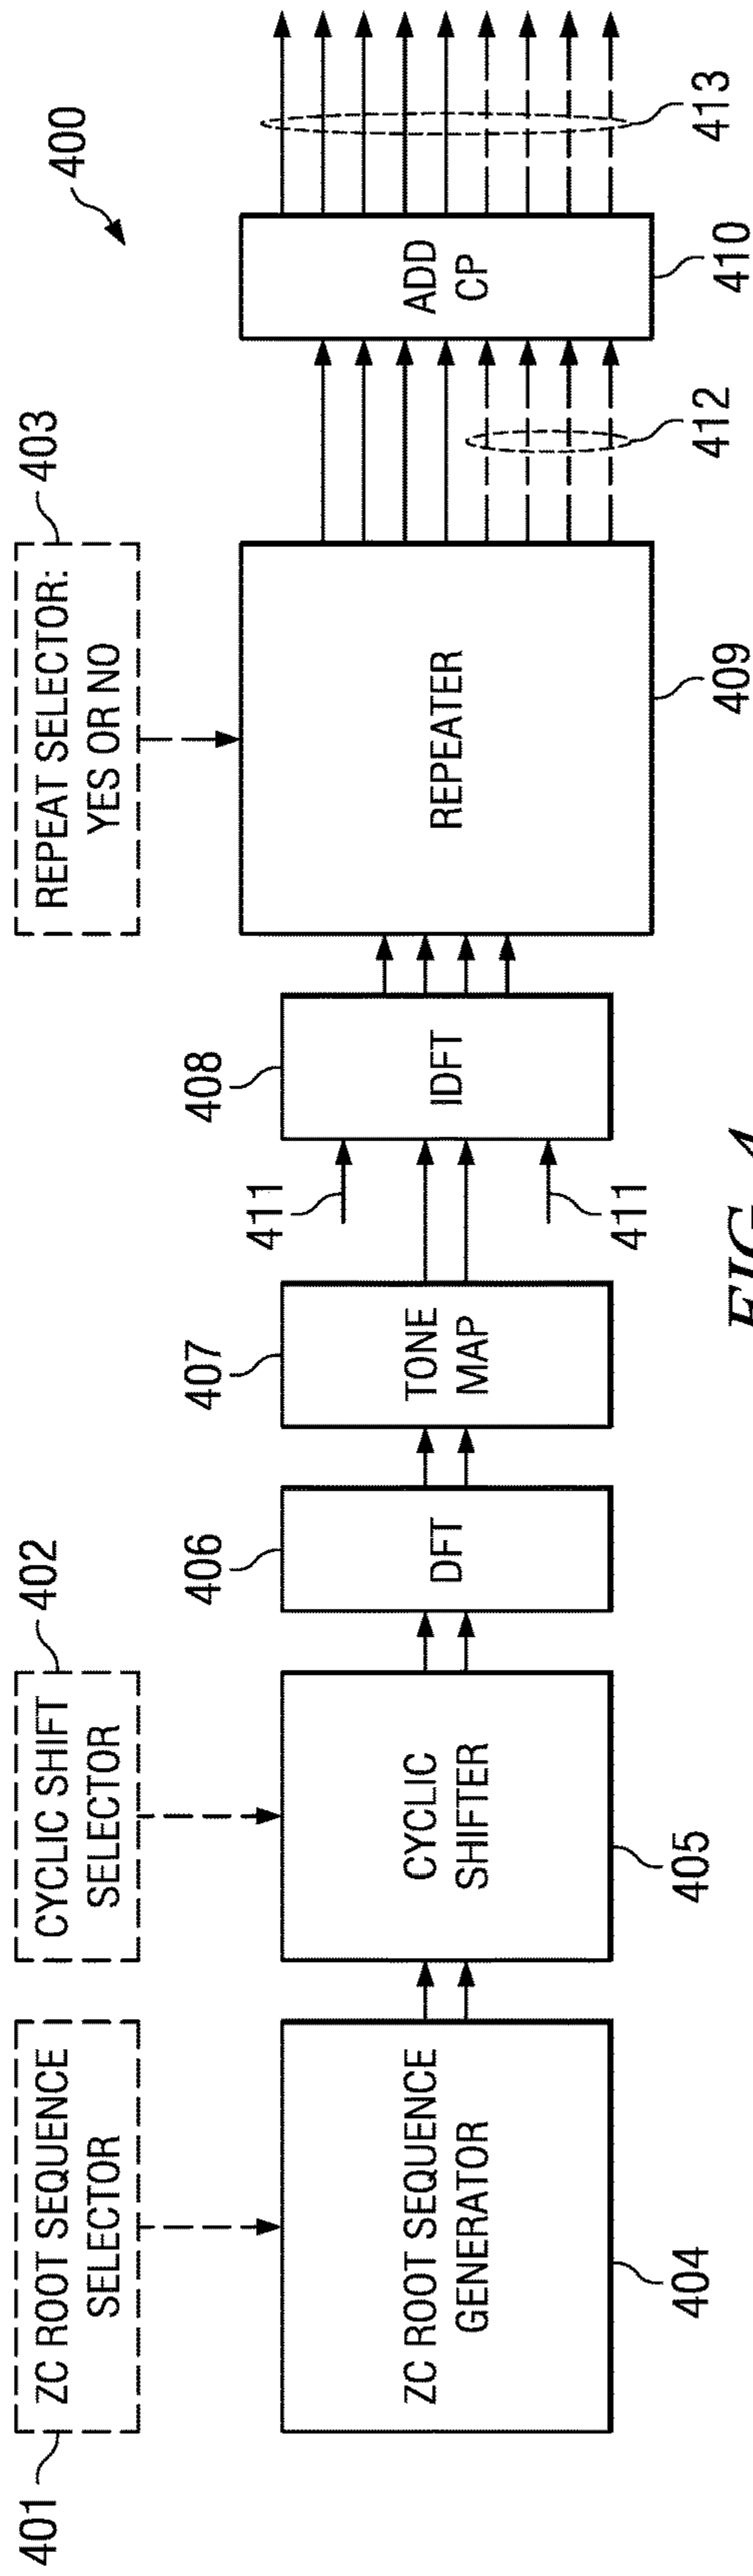 400
401
ZC ROOT SEQUENCE
SELECTOR
402
CYCLIC SHIFT
SELECTOR
403
REPEAT SELECTOR:
YES OR NO
ZC ROOT SEQUENCE
GENERATOR
404
CYCLIC
SHIFTER
405
406
DFT
407
TONE
MAP
411
411
408
IDFT
REPEATER
409
412
ADD
CP
410
413